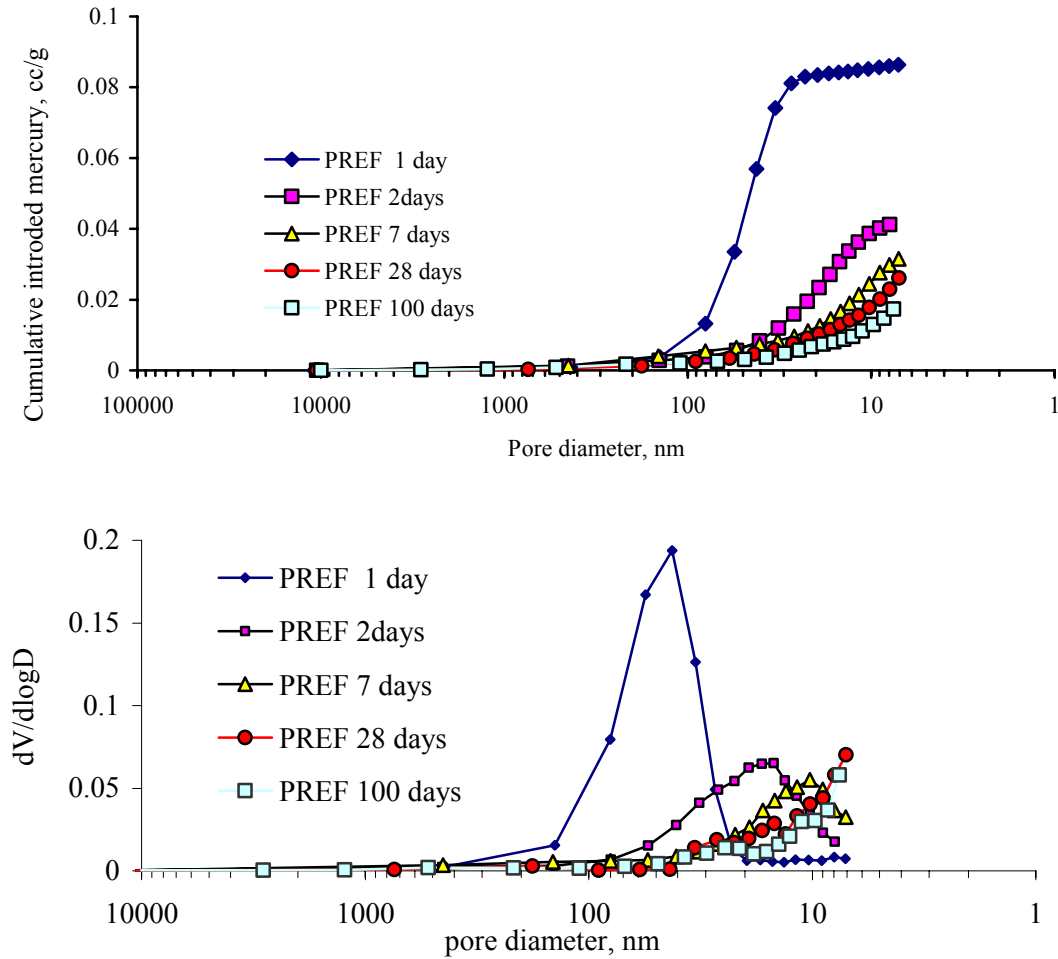 0.1
0.08
0.06
0.04
0.02
0
Cumulative introded mercury, cc/g
PREF 1 day
PREF 2days
PREF 7 days
PREF 28 days
PREF 100 days
100000 10000 1000 100 10 1
Pore diameter, nm
0.2
0.15
0.1
0.05
0
dV/dlogD
PREF 1 day
PREF 2days
PREF 7 days
PREF 28 days
PREF 100 days
10000 1000 100 10 1
pore diameter, nm